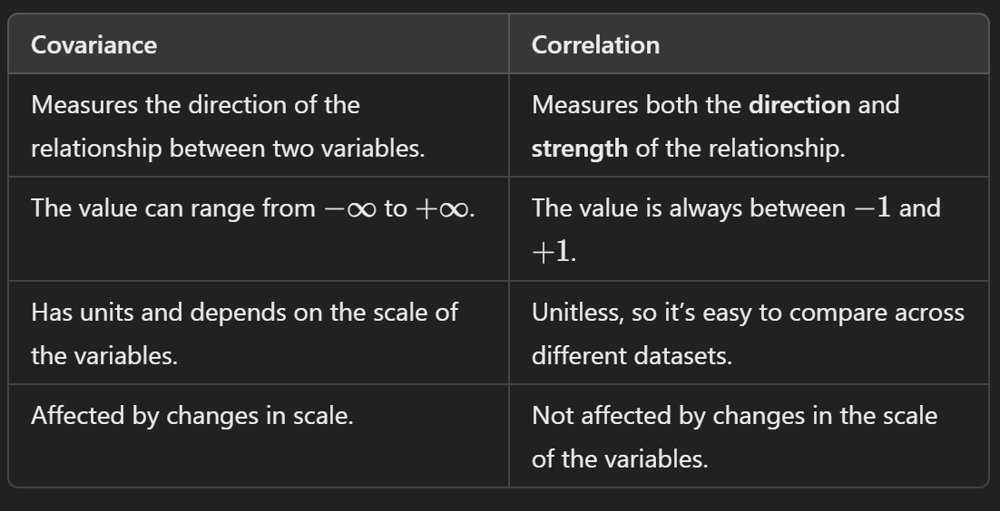 Covariance
Correlation
Measures the direction of the
relationship between two variables.
Measures both the direction and
strength of the relationship.
The value can range from −∞ to +∞.
The value is always between −1 and
+1.
Has units and depends on the scale of
the variables.
Unitless, so it’s easy to compare across
different datasets.
Affected by changes in scale.
Not affected by changes in the scale
of the variables.